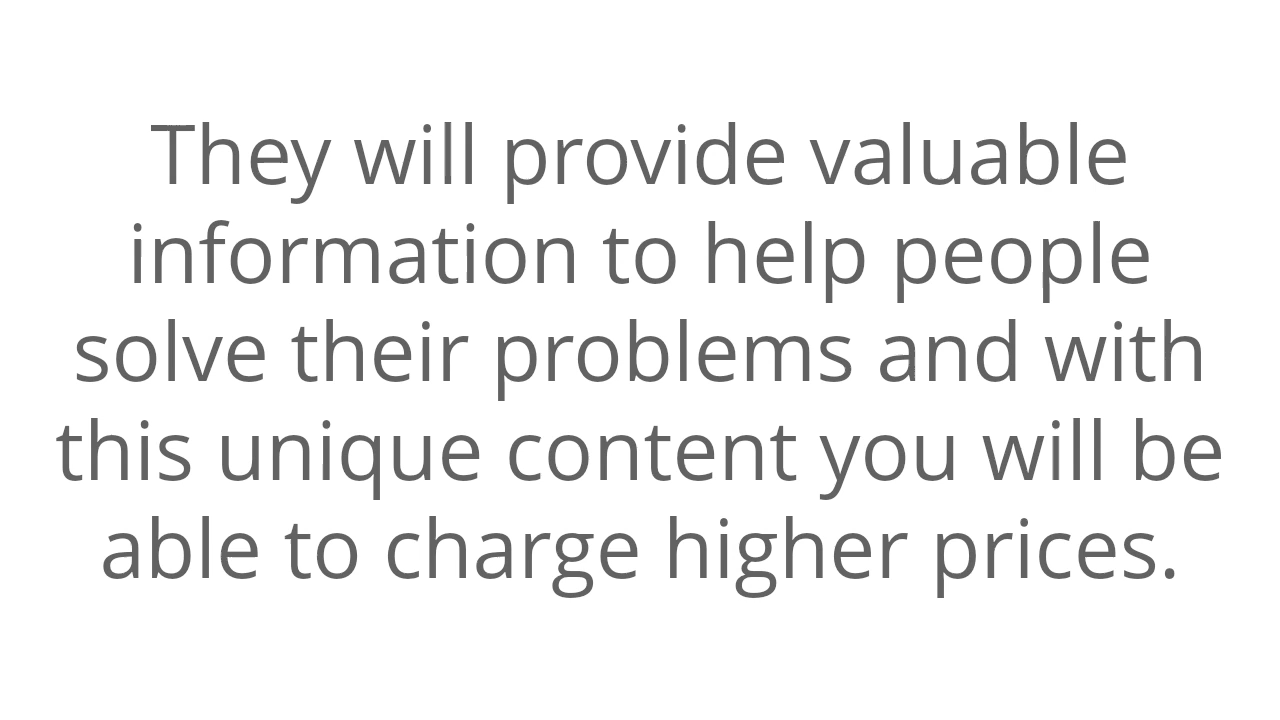 They will provide valuable
information to help people
solve their problems and with
this unique content you will be
able to charge higher prices.